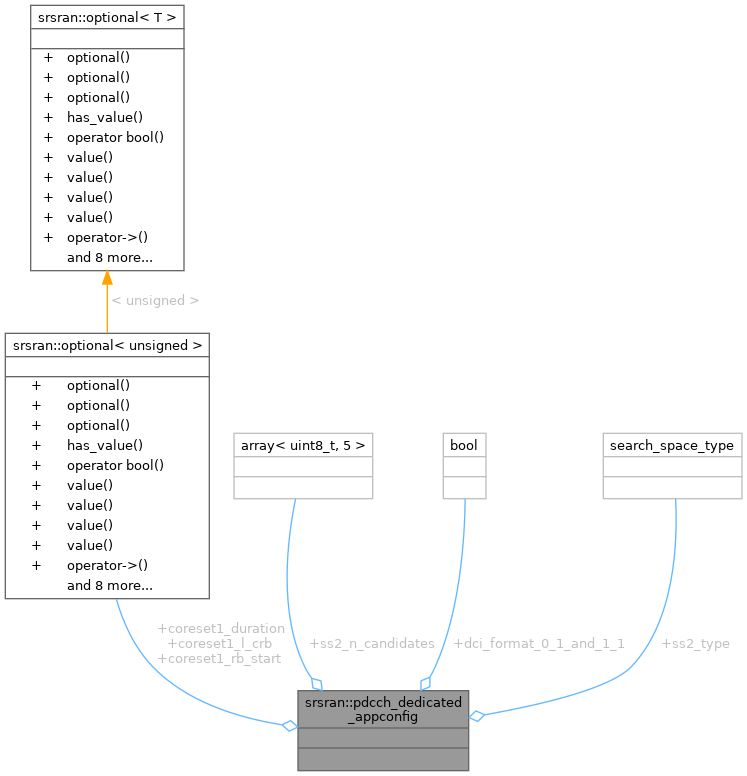 srsran::optional< T >
+ optional()
+ optional()
+ optional()
+ has_value()
+ operator bool()
+ value()
+ value()
+ value()
+ value()
+ operator->()
and 8 more...
< unsigned >
srsran::optional< unsigned >
+ optional()
+ optional()
+ optional()
+ has_value()
+ operator bool()
+ value()
+ value()
+ value()
+ value()
+ operator->()
and 8 more...
array< uint8_t, 5 >
bool
search_space_type
+coreset1_duration
+coreset1_l_crb
+coreset1_rb_start
+ss2_n_candidates
+dci_format_0_1_and_1_1
+ss2_type
srsran::pdcch_dedicated
_appconfig